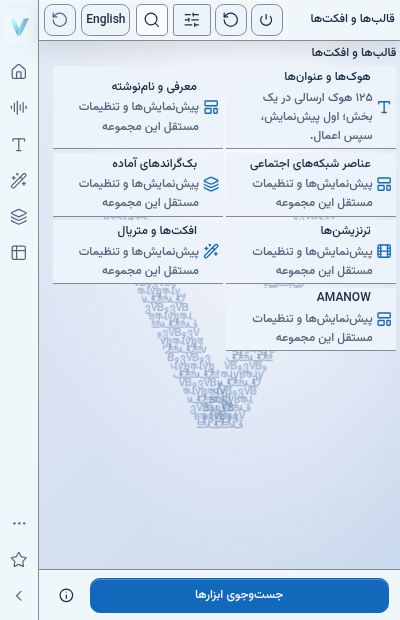 قالب‌ها و افکت‌ها
English
قالب‌ها و افکت‌ها
هوک‌ها و عنوان‌ها
۱۲۵ هوک ارسالی در یک
بخش؛ اول پیش‌نمایش،
سپس اعمال.
معرفی و نام‌نوشته
پیش‌نمایش‌ها و تنظیمات
مستقل این مجموعه
عناصر شبکه‌های اجتماعی
پیش‌نمایش‌ها و تنظیمات
مستقل این مجموعه
بک‌گراندهای آماده
پیش‌نمایش‌ها و تنظیمات
مستقل این مجموعه
ترنزیشن‌ها
پیش‌نمایش‌ها و تنظیمات
مستقل این مجموعه
افکت‌ها و متریال
پیش‌نمایش‌ها و تنظیمات
مستقل این مجموعه
AMANOW
پیش‌نمایش‌ها و تنظیمات
مستقل این مجموعه
جست‌وجوی ابزارها